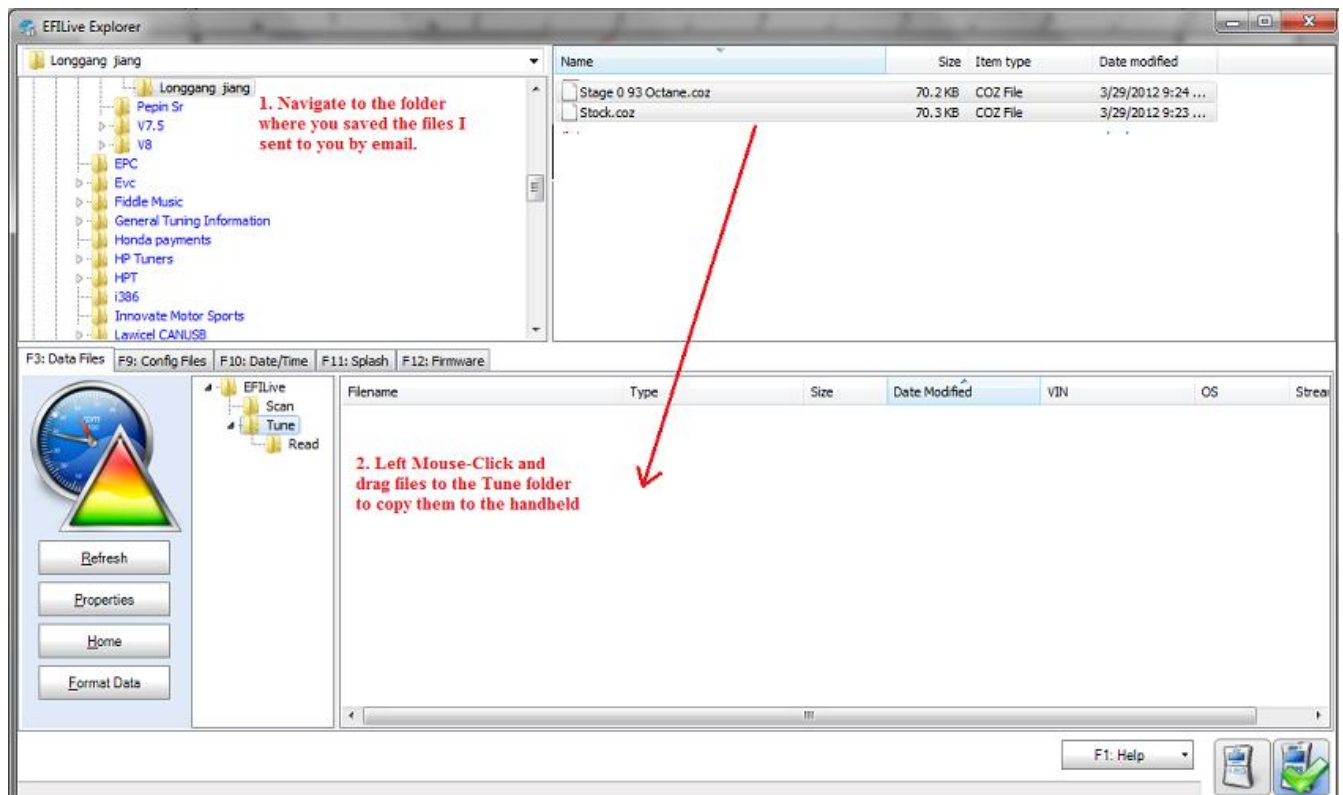 EFILive Explorer
Longgang jiang
Longgang jiang
Pepin Sr
V7.5
V8
EPC
Evc
Fiddle Music
General Tuning Information
Honda payments
HP Tuners
HPT
i386
Innovate Motor Sports
Lawicel CANUSB
1. Navigate to the folder
where you saved the files I
sent to you by email.
Name Size Item type Date modified
Stage 0 93 Octane.coz 70.2 KB COZ File 3/29/2012 9:24 ...
Stock.coz 70.3 KB COZ File 3/29/2012 9:23 ...
F3: Data Files F9: Config Files F10: Date/Time F11: Splash F12: Firmware
EFILive
Scan
Tune
Read
Filename Type Size Date Modified VIN OS Strea
2. Left Mouse-Click and
drag files to the Tune folder
to copy them to the handheld
Refresh
Properties
Home
Format Data
F1: Help